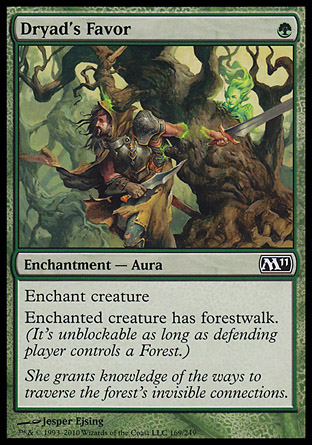 Dryad's Favor
Enchantment — Aura
M11
Enchant creature
Enchanted creature has forestwalk.
(It's unblockable as long as defending
player controls a Forest.)
She grants knowledge of the ways to
traverse the forest's invisible connections.
Jesper Ejsing
™ & © 1993–2010 Wizards of the Coast LLC 169/249